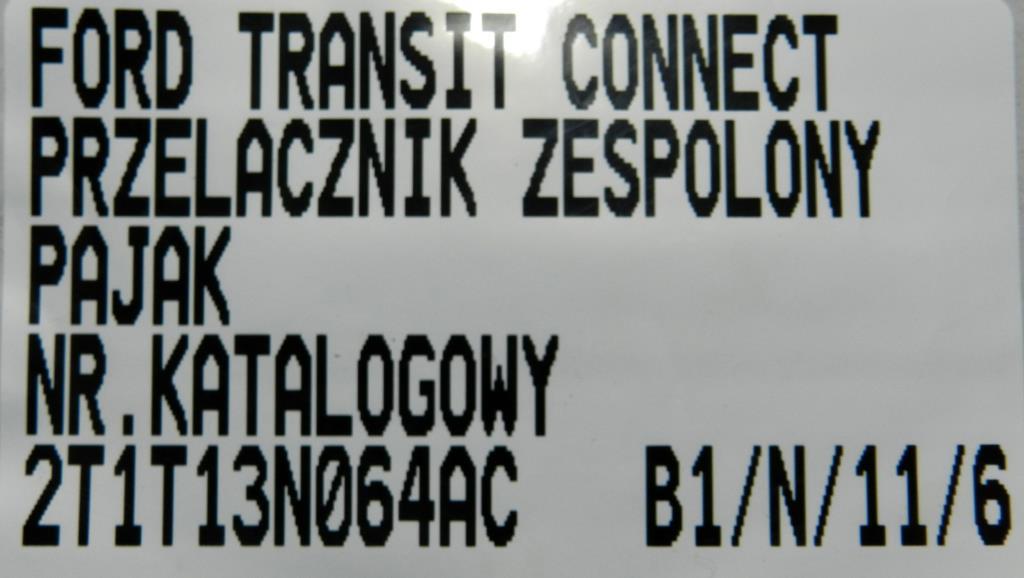 FORD TRANSIT CONNECT
PRZELACZNIK ZESPOLONY
PAJAK
NR.KATALOGOWY
2T1T13N064AC B1/N/11/6